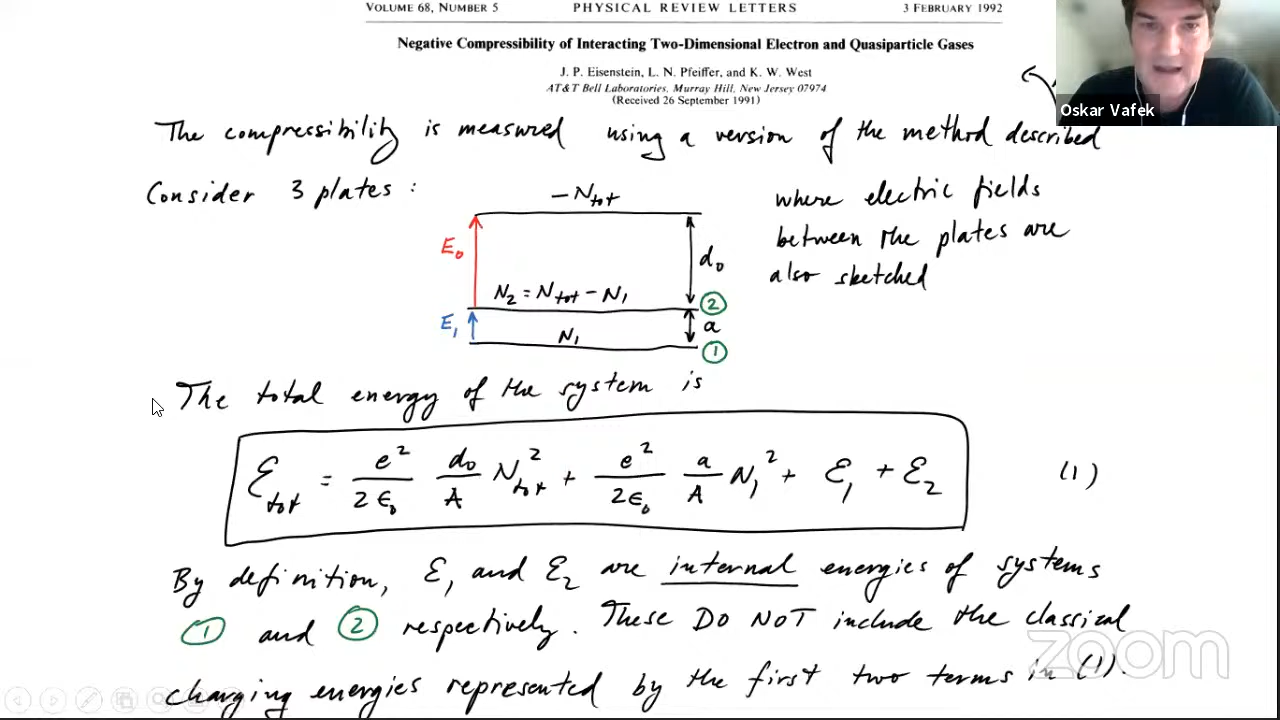 VOLUME 68, NUMBER 5 PHYSICAL REVIEW LETTERS 3 FEBRUARY 1992
Negative Compressibility of Interacting Two-Dimensional Electron and Quasiparticle Gases
J. P. Eisenstein, L. N. Pfeiffer, and K. W. West
AT&T Bell Laboratories, Murray Hill, New Jersey 07974
(Received 26 September 1991)
Oskar Vafek
The compressibility is measured using a version of the method described
Consider 3 plates :
where electric fields
between the plates are
also sketched
- N_tot
E_0
d_0
N_2 = N_tot - N_1
②
E_1
a
N_1
①
The total energy of the system is
ℰ_tot = e²/2ε_0 d_0/A N_tot² + e²/2ε_0 a/A N_1² + ℰ_1 + ℰ_2 (1)
By definition, ℰ_1 and ℰ_2 are internal energies of systems
① and ② respectively. These DO NOT include the classical
charging energies represented by the first two terms in (1).
zoom